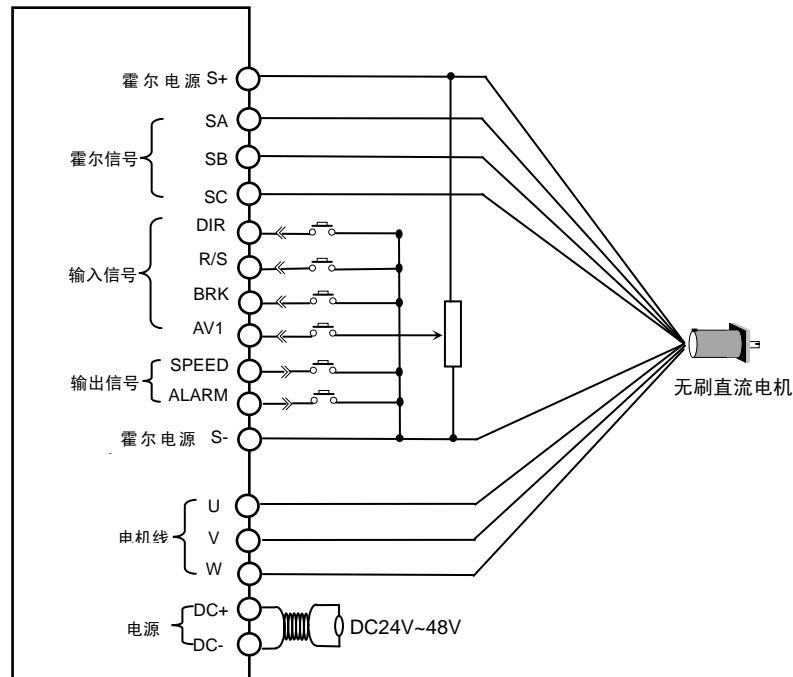 霍尔电源 S+
SA
霍尔信号
SB
SC
DIR
R/S
输入信号
BRK
AV1
SPEED
输出信号
ALARM
霍尔电源 S-
无刷直流电机
U
电机线
V
W
DC+
电源
DC24V~48V
DC-